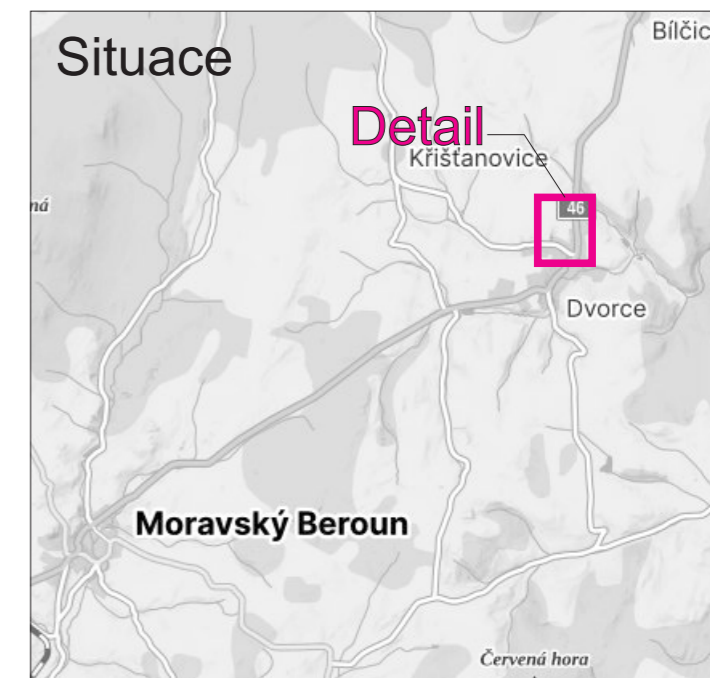 Situace
Bílčic
Detail
Křišťanovice
ná
46
Dvorce
Moravský Beroun
Červená hora